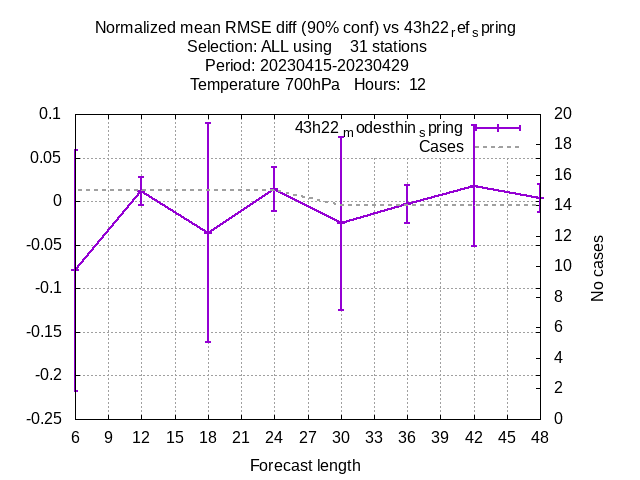 Normalized mean RMSE diff (90% conf) vs 43h22refspring
Selection: ALL using 31 stations
Period: 20230415-20230429
Temperature 700hPa Hours: 12
43h22modesthinspring
Cases
0.1
0.05
0
-0.05
-0.1
-0.15
-0.2
-0.25
20
18
16
14
12
10
8
6
4
2
0
No cases
6 9 12 15 18 21 24 27 30 33 36 39 42 45 48
Forecast length